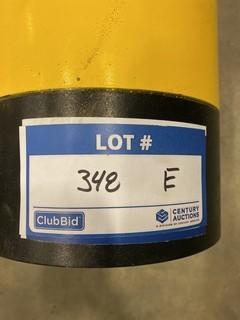 LOT #
348 E
ClubBid
CENTURY
AUCTIONS